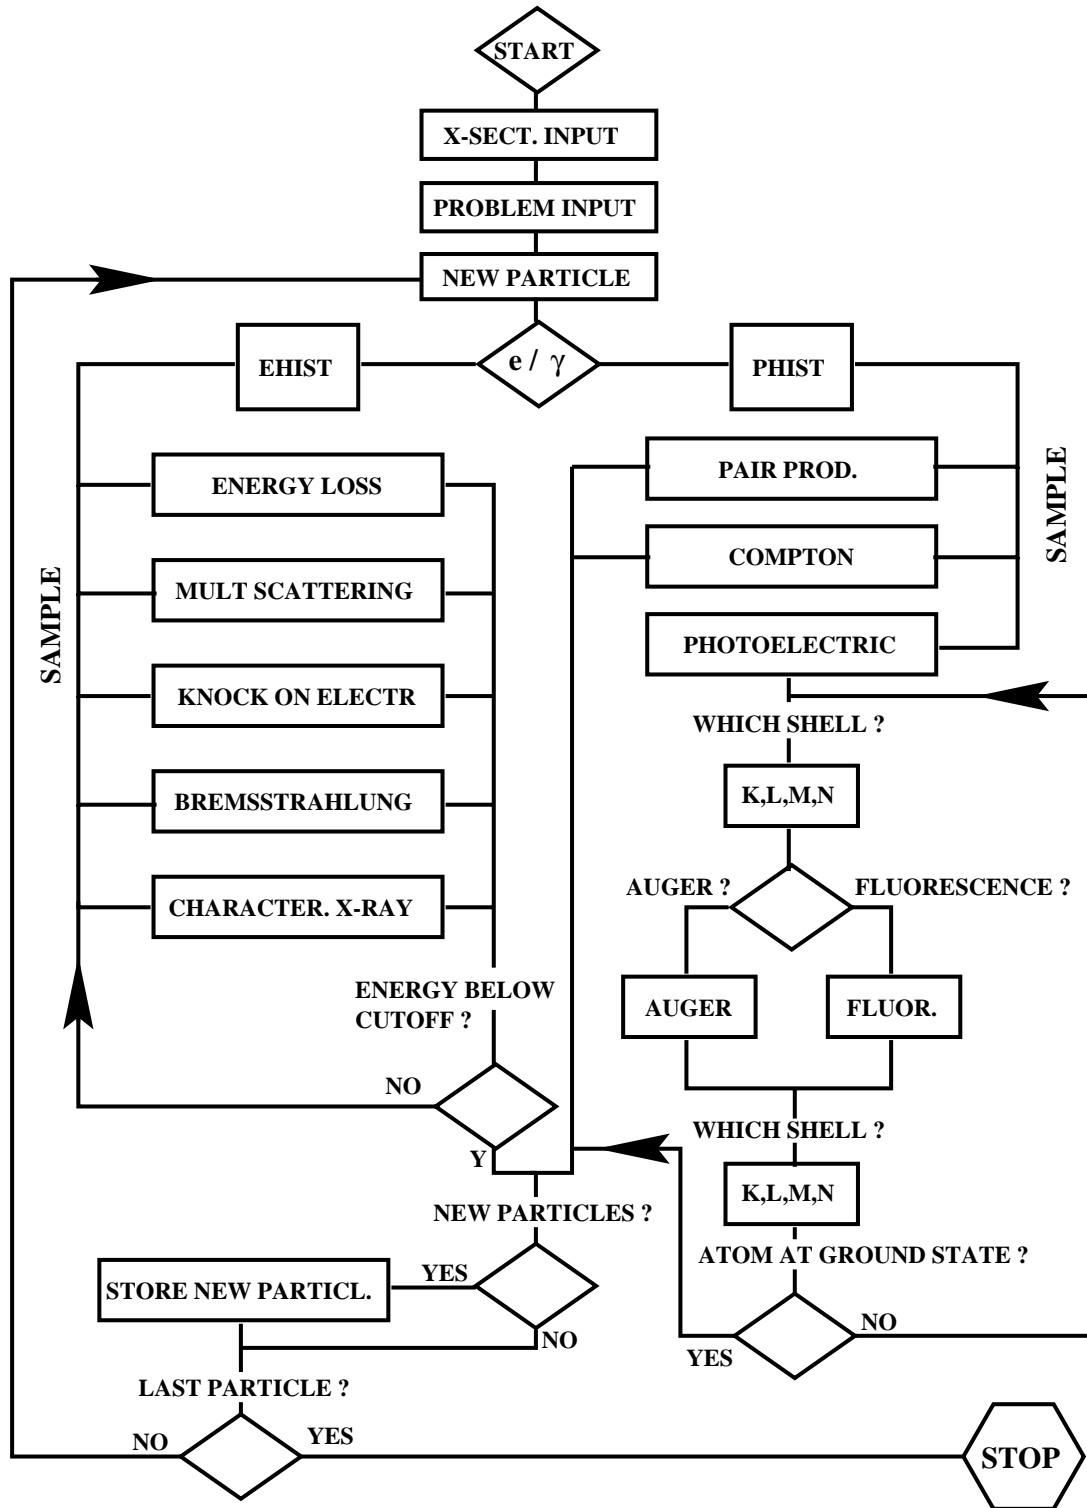 START
X-SECT. INPUT
PROBLEM INPUT
NEW PARTICLE
EHIST
e / γ
PHIST
SAMPLE
ENERGY LOSS
MULT SCATTERING
KNOCK ON ELECTR
BREMSSTRAHLUNG
CHARACTER. X-RAY
ENERGY BELOW
CUTOFF ?
NO
Y
PAIR PROD.
COMPTON
PHOTOELECTRIC
SAMPLE
WHICH SHELL ?
K,L,M,N
AUGER ?
FLUORESCENCE ?
AUGER
FLUOR.
WHICH SHELL ?
K,L,M,N
ATOM AT GROUND STATE ?
NO
YES
NEW PARTICLES ?
YES
NO
STORE NEW PARTICL.
LAST PARTICLE ?
NO
YES
STOP